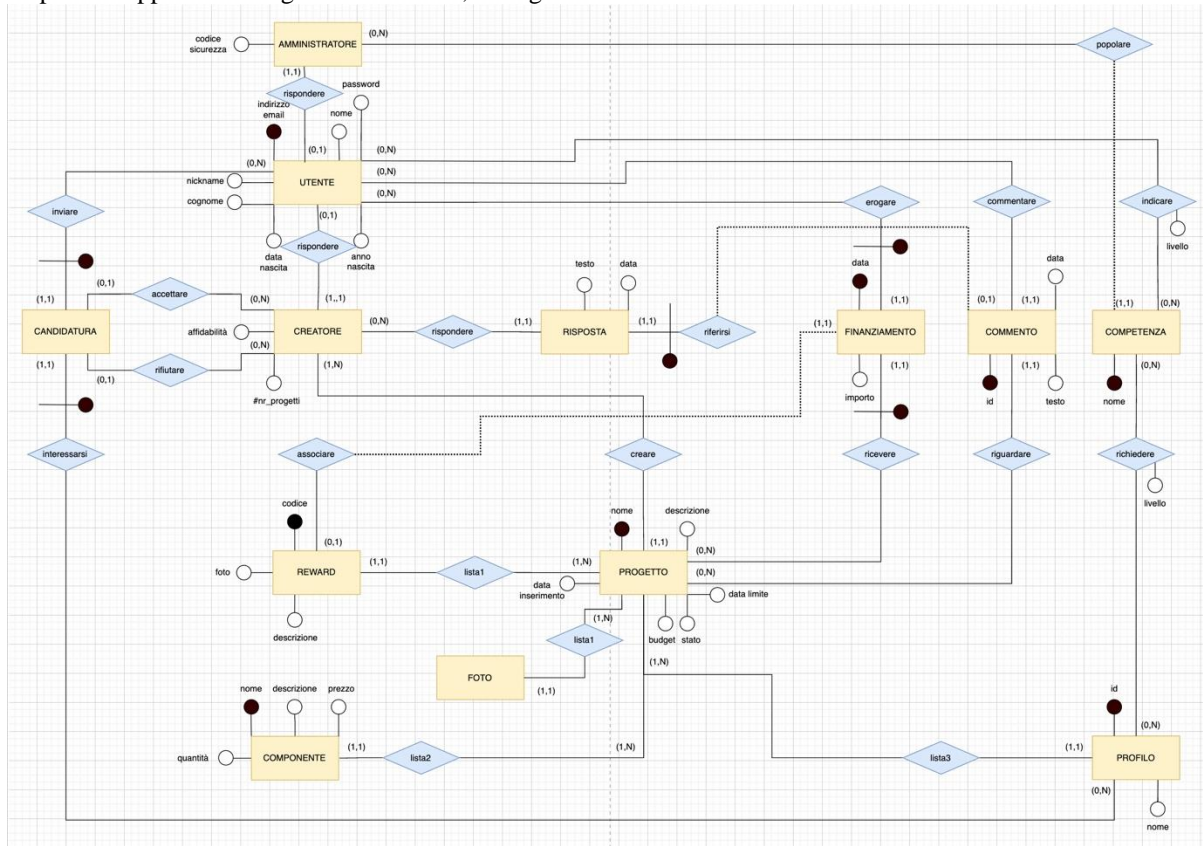 codice
sicurezza
AMMINISTRATORE
(0,N)
popolare
(1,1)
rispondere
password
indirizzo
email
nome
(0,1)
(0,N)
(0,N)
(0,N)
(0,N)
nickname
UTENTE
cognome
inviare
erogare
commentare
indicare
livello
(0,1)
rispondere
data
nascita
anno
nascita
testo
data
data
data
(1,1)
(0,1)
accettare
(0,N)
(1,,1)
CANDIDATURA
affidabilità
CREATORE
(0,N)
rispondere
(1,1)
RISPOSTA
(1,1)
riferirsi
(1,1)
(1,1)
FINANZIAMENTO
(0,1)
(1,1)
COMMENTO
(1,1)
(0,N)
COMPETENZA
(1,1)
(0,1)
rifiutare
(0,N)
(1,N)
#nr_progetti
importo
(1,1)
id
(1,1)
testo
nome
(0,N)
interessarsi
associare
creare
ricevere
riguardare
richiedere
livello
codice
nome
descrizione
(0,1)
(1,1)
(0,N)
foto
REWARD
(1,1)
lista1
(1,N)
PROGETTO
(0,N)
data
inserimento
data limite
descrizione
(1,N)
budget
stato
lista1
(1,N)
FOTO
(1,1)
nome
descrizione
prezzo
id
(0,N)
quantità
COMPONENTE
(1,1)
lista2
(1,N)
lista3
(1,1)
PROFILO
(0,N)
nome